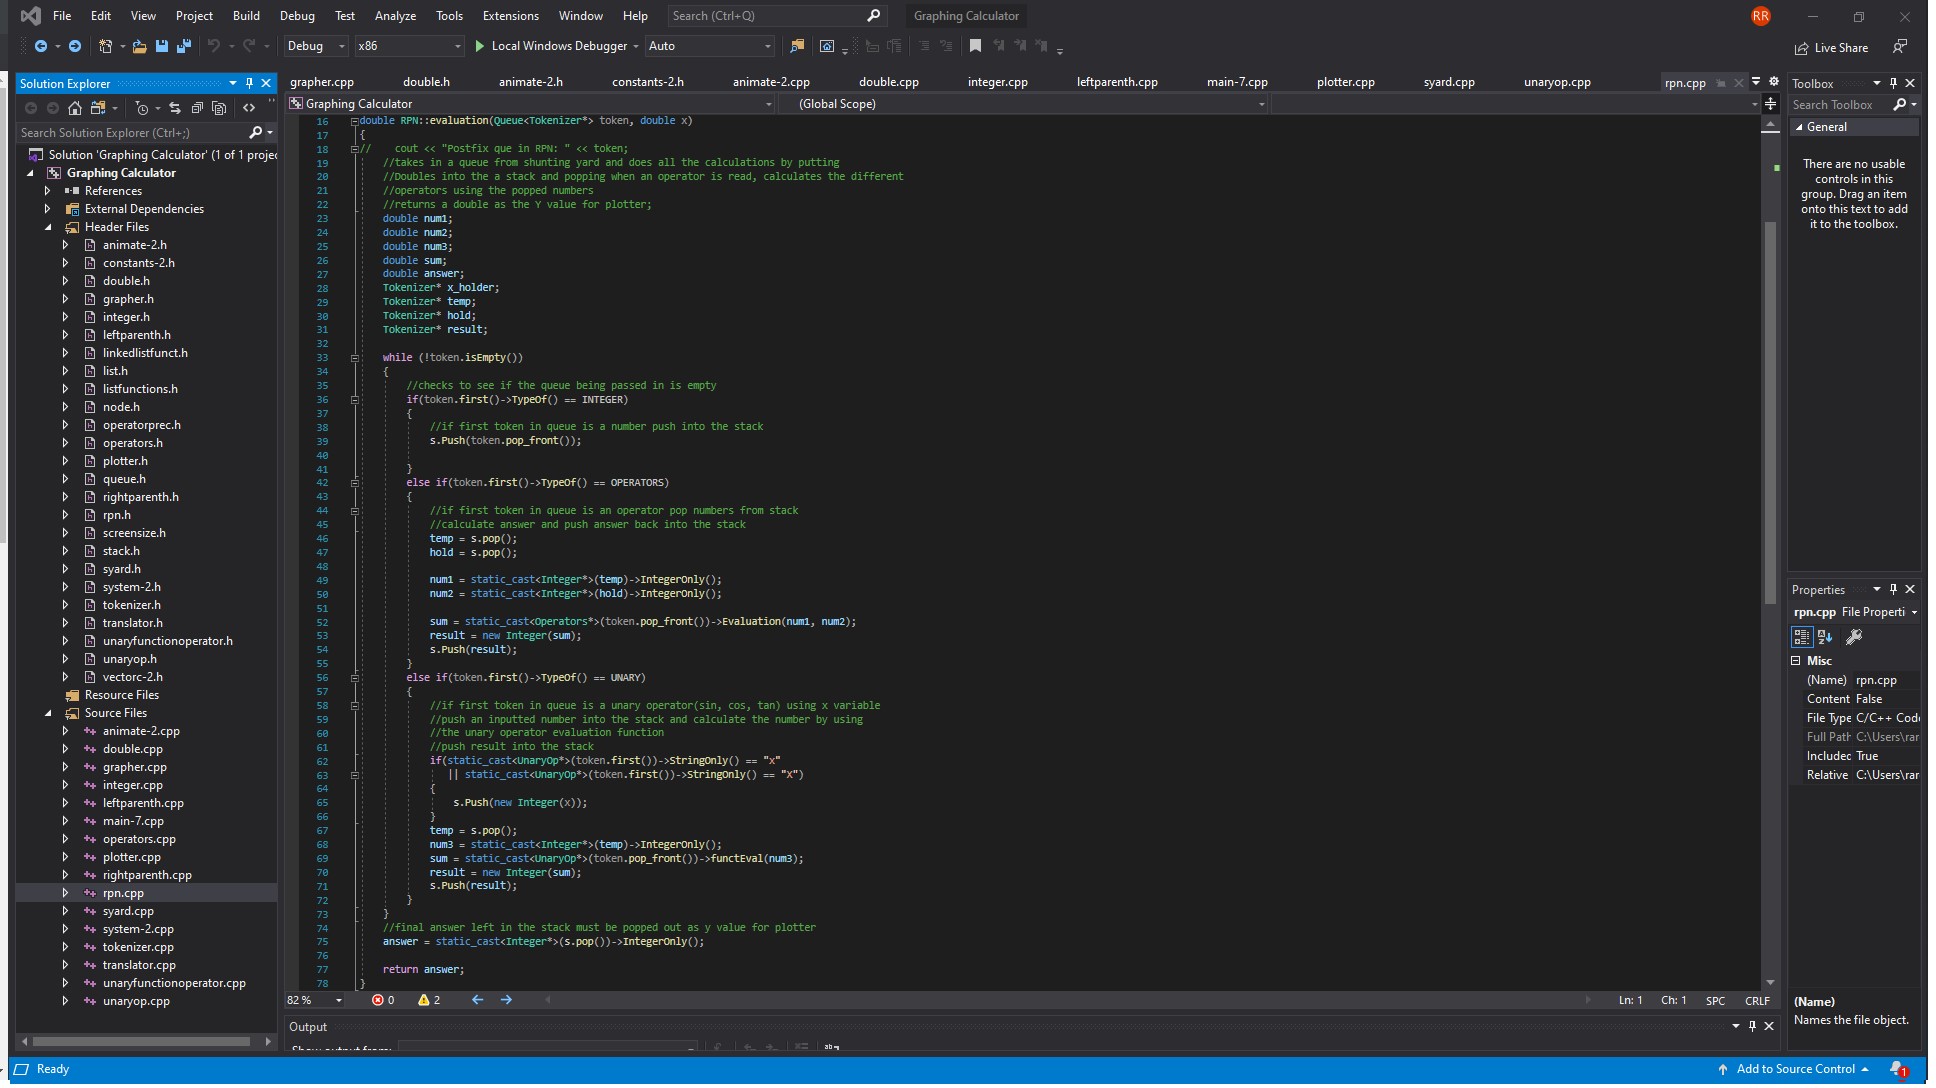 File Edit View Project Build Debug Test Analyze Tools Extensions Window Help Search (Ctrl+Q) Graphing Calculator RR
Debug x86 Local Windows Debugger Auto Live Share
Solution Explorer
Search Solution Explorer (Ctrl+;)
Solution 'Graphing Calculator' (1 of 1 projec
Graphing Calculator
References
External Dependencies
Header Files
animate-2.h
constants-2.h
double.h
grapher.h
integer.h
leftparenth.h
linkedlistfunct.h
list.h
listfunctions.h
node.h
operatorprec.h
operators.h
plotter.h
queue.h
rightparenth.h
rpn.h
screensize.h
stack.h
syard.h
system-2.h
tokenizer.h
translator.h
unaryfunctionoperator.h
unaryop.h
vectorc-2.h
Resource Files
Source Files
animate-2.cpp
double.cpp
grapher.cpp
integer.cpp
leftparenth.cpp
main-7.cpp
operators.cpp
plotter.cpp
rightparenth.cpp
rpn.cpp
syard.cpp
system-2.cpp
tokenizer.cpp
translator.cpp
unaryfunctionoperator.cpp
unaryop.cpp
grapher.cpp double.h animate-2.h constants-2.h animate-2.cpp double.cpp integer.cpp leftparenth.cpp main-7.cpp plotter.cpp syard.cpp unaryop.cpp rpn.cpp
Graphing Calculator (Global Scope)
16 double RPN::evaluation(Queue<Tokenizer*> token, double x)
17 {
18 // cout << "Postfix que in RPN: " << token;
19 //takes in a queue from shunting yard and does all the calculations by putting
20 //Doubles into the a stack and popping when an operator is read, calculates the different
21 //operators using the popped numbers
22 //returns a double as the Y value for plotter;
23 double num1;
24 double num2;
25 double num3;
26 double sum;
27 double answer;
28 Tokenizer* x_holder;
29 Tokenizer* temp;
30 Tokenizer* hold;
31 Tokenizer* result;
32
33 while (!token.isEmpty())
34 {
35 //checks to see if the queue being passed in is empty
36 if(token.first()->TypeOf() == INTEGER)
37 {
38 //if first token in queue is a number push into the stack
39 s.Push(token.pop_front());
40
41 }
42 else if(token.first()->TypeOf() == OPERATORS)
43 {
44 //if first token in queue is an operator pop numbers from stack
45 //calculate answer and push answer back into the stack
46 temp = s.pop();
47 hold = s.pop();
48
49 num1 = static_cast<Integer*>(temp)->IntegerOnly();
50 num2 = static_cast<Integer*>(hold)->IntegerOnly();
51
52 sum = static_cast<Operators*>(token.pop_front())->Evaluation(num1, num2);
53 result = new Integer(sum);
54 s.Push(result);
55 }
56 else if(token.first()->TypeOf() == UNARY)
57 {
58 //if first token in queue is a unary operator(sin, cos, tan) using x variable
59 //push an inputted number into the stack and calculate the number by using
60 //the unary operator evaluation function
61 //push result into the stack
62 if(static_cast<UnaryOp*>(token.first())->StringOnly() == "x"
63 || static_cast<UnaryOp*>(token.first())->StringOnly() == "X")
64 {
65 s.Push(new Integer(x));
66 }
67 temp = s.pop();
68 num3 = static_cast<Integer*>(temp)->IntegerOnly();
69 sum = static_cast<UnaryOp*>(token.pop_front())->functEval(num3);
70 result = new Integer(sum);
71 s.Push(result);
72 }
73 }
74 //final answer left in the stack must be popped out as y value for plotter
75 answer = static_cast<Integer*>(s.pop())->IntegerOnly();
76
77 return answer;
78 }
82 % 0 2 Ln: 1 Ch: 1 SPC CRLF
Output
Show output from:
Toolbox
Search Toolbox
General
There are no usable
controls in this
group. Drag an item
onto this text to add
it to the toolbox.
Properties
rpn.cpp File Properti
Misc
(Name) rpn.cpp
Content False
File Type C/C++ Code
Full Path C:\Users\rar
Included True
Relative C:\Users\rar
(Name)
Names the file object.
Ready Add to Source Control 1